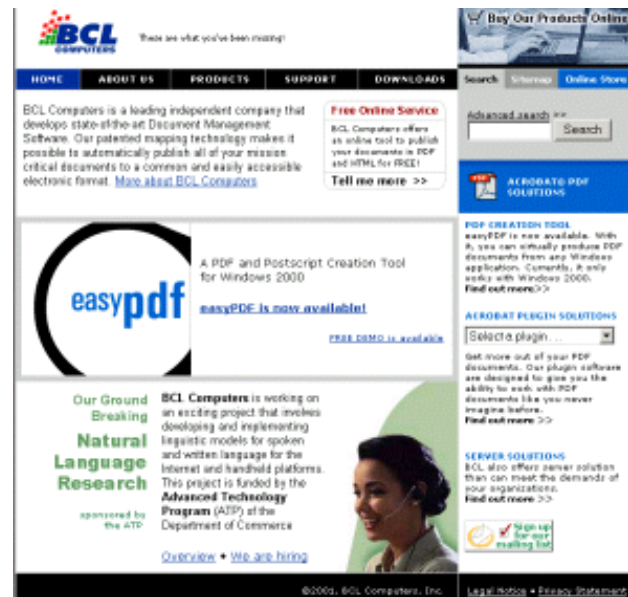 BCL
COMPUTERS
These are what you've been missing!
Buy Our Products Online
HOME ABOUT US PRODUCTS SUPPORT DOWNLOADS
Search Sitemap Online Store
BCL Computers is a leading independent company that
develops state-of-the-art Document Management
Software. Our patented mapping technology makes it
possible to automatically publish all of your mission
critical documents to a common and easily accessible
electronic format. More about BCL Computers
Free Online Service
BCL Computers offers
an online tool to publish
your documents in PDF
and HTML for FREE!
Tell me more >>
Advanced search >>
Search
ACROBAT® PDF
SOLUTIONS
easypdf
A PDF and Postscript Creation Tool
for Windows 2000
easyPDF is now available!
FREE DEMO is available
PDF CREATION TOOL
easyPDF is now available. With
it, you can virtually produce PDF
documents from any Windows
application. Currently, it only
works with Windows 2000.
Find out more>>
ACROBAT PLUGIN SOLUTIONS
Select a plugin...
Get more out of your PDF
documents. Our plugin software
are designed to give you the
ability to work with PDF
documents like you never
imagine before.
Find out more >>
Our Ground
Breaking
Natural
Language
Research
sponsored by
the ATP
BCL Computers is working on
an exciting project that involves
developing and implementing
linguistic models for spoken
and written language for the
Internet and handheld platforms.
This project is funded by the
Advanced Technology
Program (ATP) of the
Department of Commerce
Overview • We are hiring
SERVER SOLUTIONS
BCL also offers server solution
than can meet the demands of
your organizations.
Find out more >>
Sign up
for our
mailing list
©2001, BCL Computers, Inc.
Legal Notice • Privacy Statement